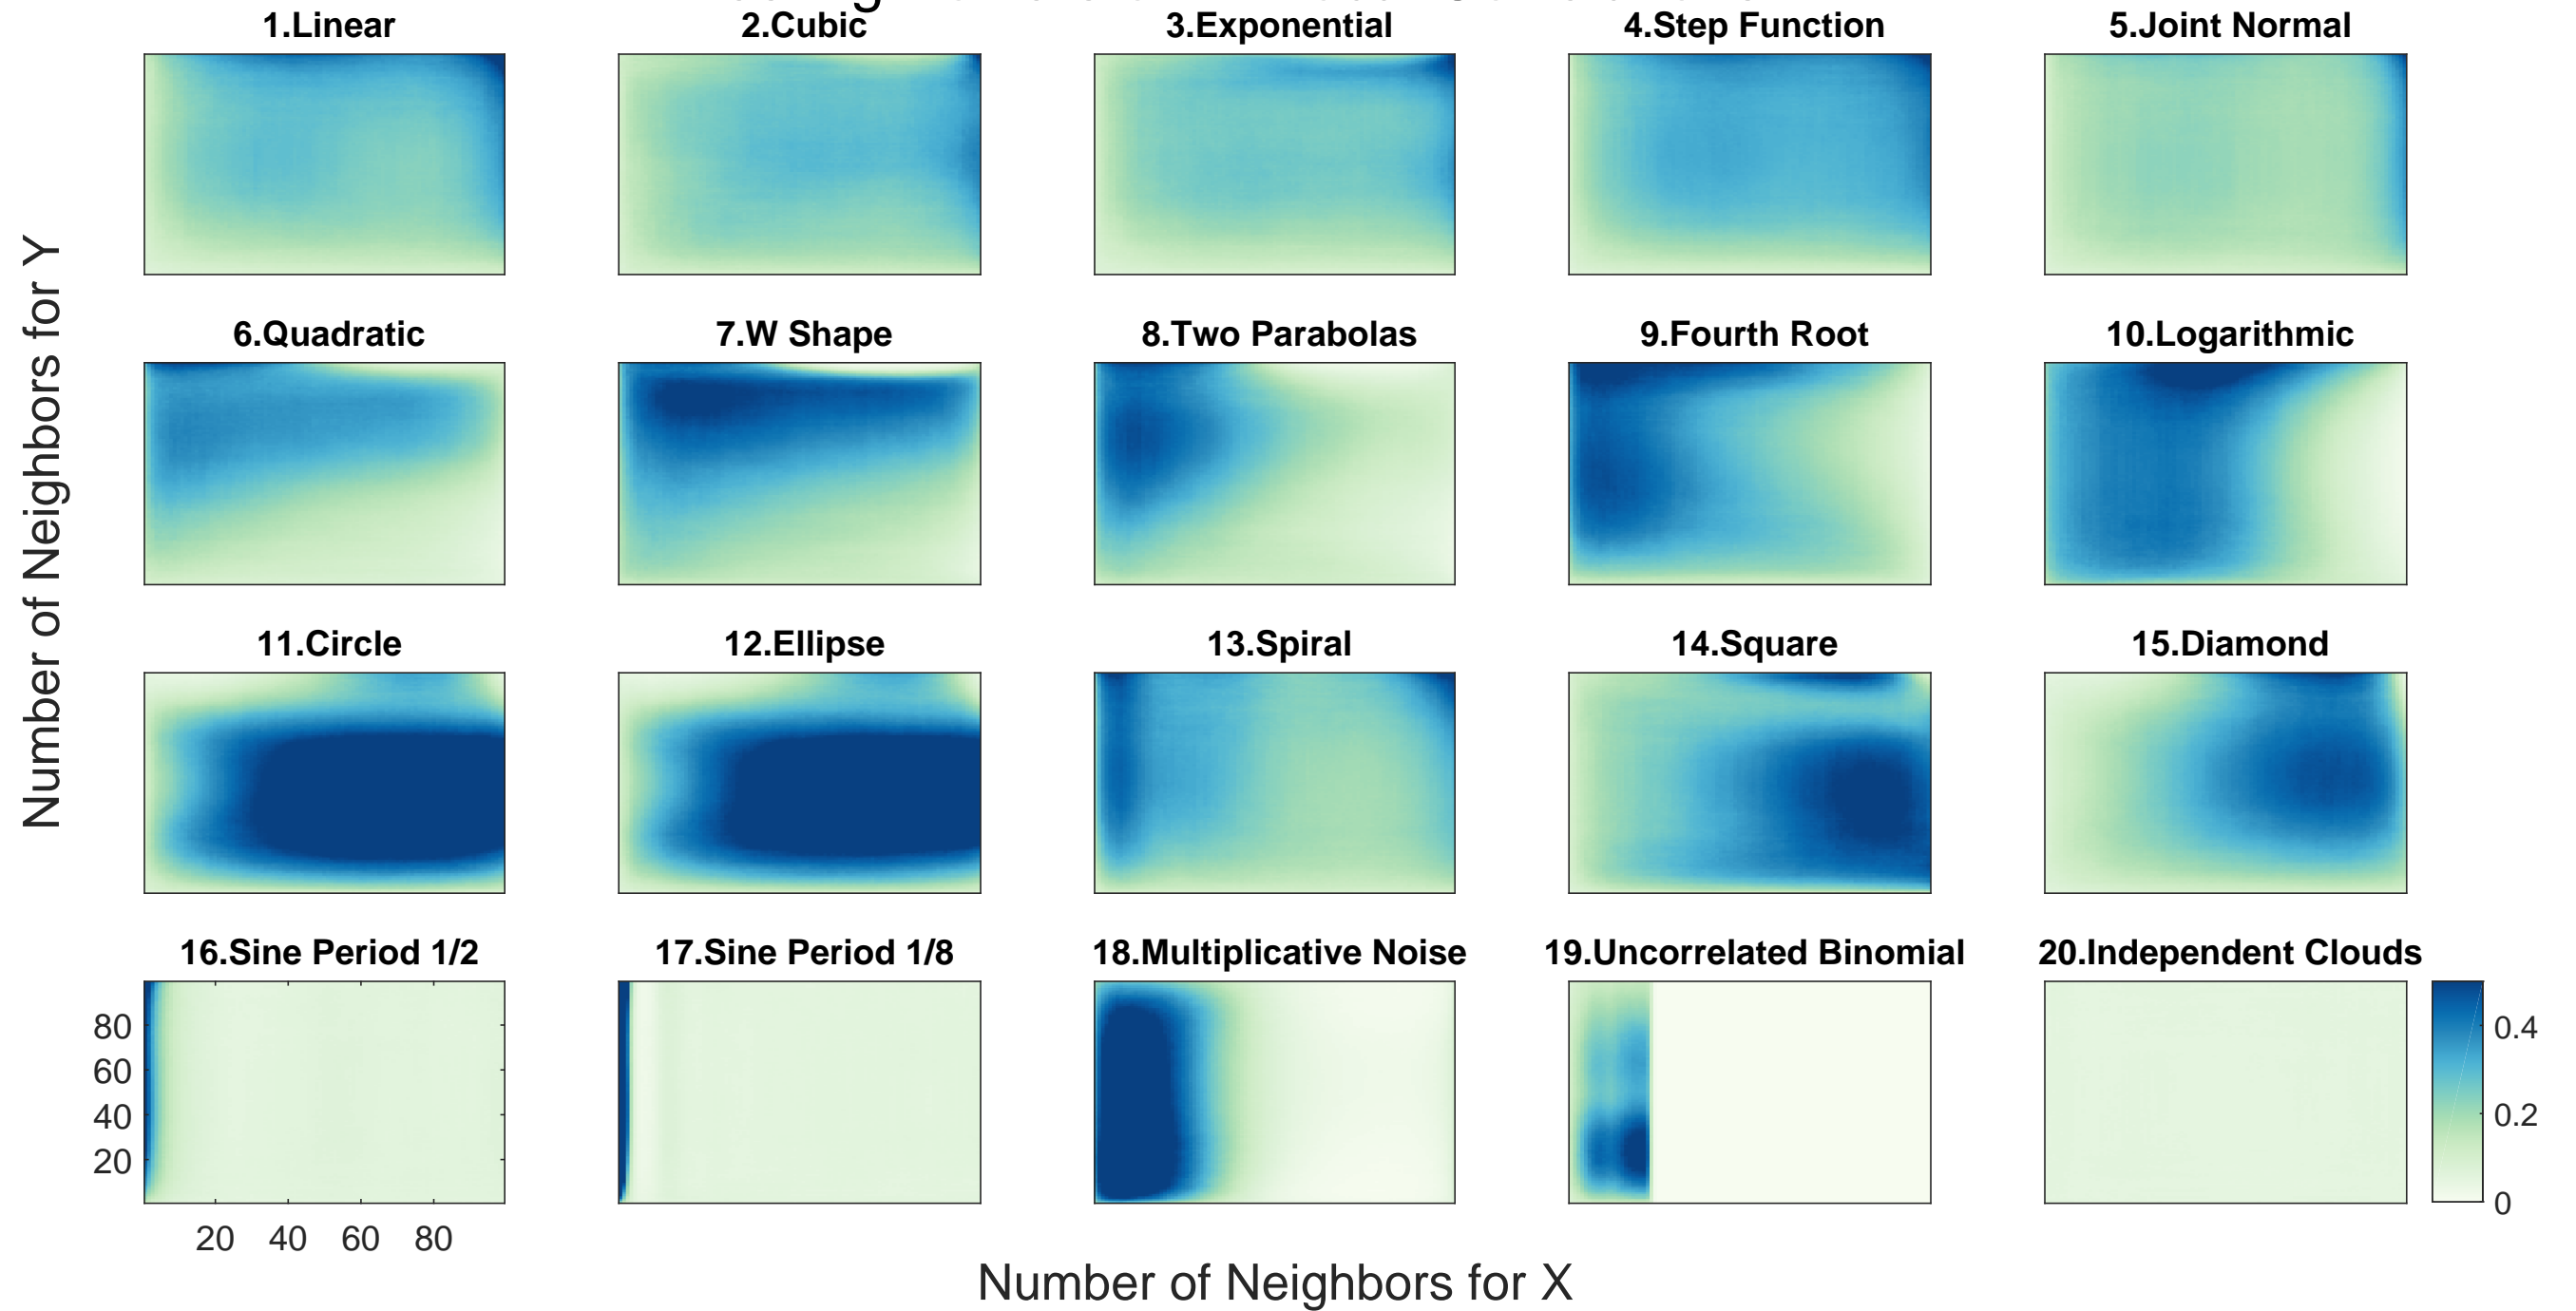 1.Linear
2.Cubic
3.Exponential
4.Step Function
5.Joint Normal
6.Quadratic
7.W Shape
8.Two Parabolas
9.Fourth Root
10.Logarithmic
11.Circle
12.Ellipse
13.Spiral
14.Square
15.Diamond
16.Sine Period 1/2
17.Sine Period 1/8
18.Multiplicative Noise
19.Uncorrelated Binomial
20.Independent Clouds
80
60
40
20
20 40 60 80
0.4
0.2
0
Number of Neighbors for Y
Number of Neighbors for X